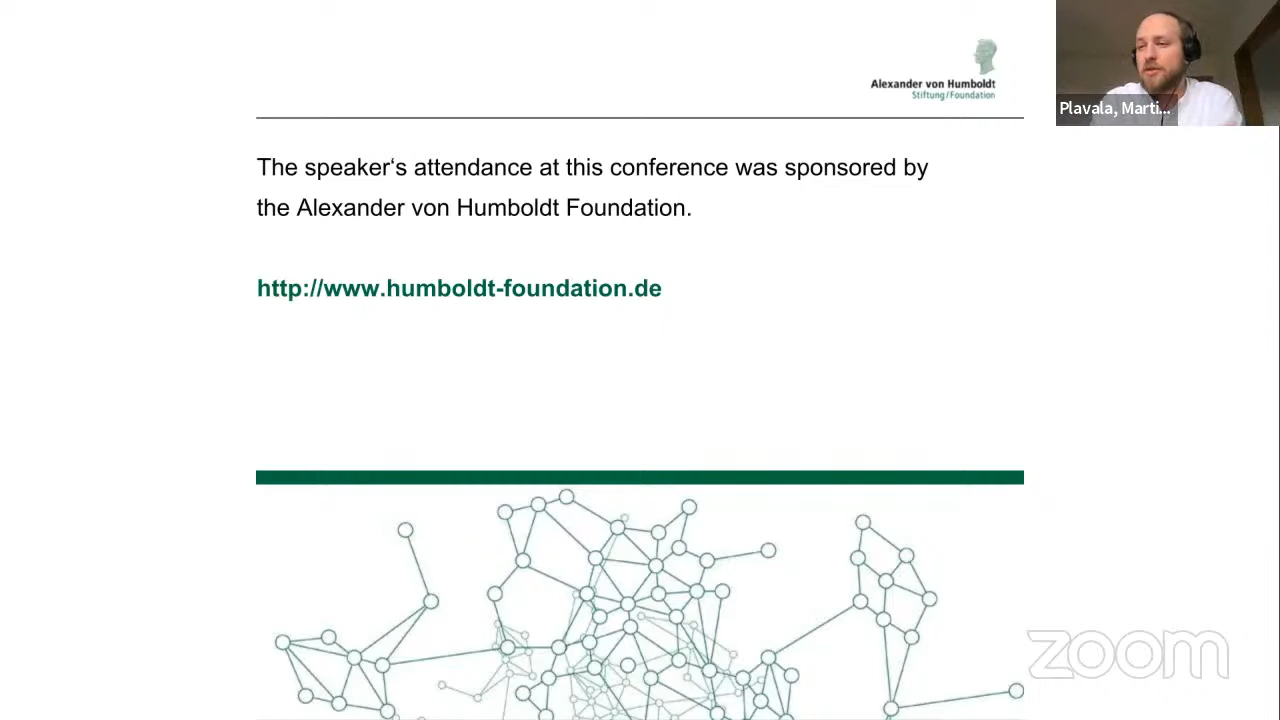 Alexander von Humboldt
Stiftung/Foundation
Plavala, Marti...
The speaker‘s attendance at this conference was sponsored by
the Alexander von Humboldt Foundation.
http://www.humboldt-foundation.de
zoom